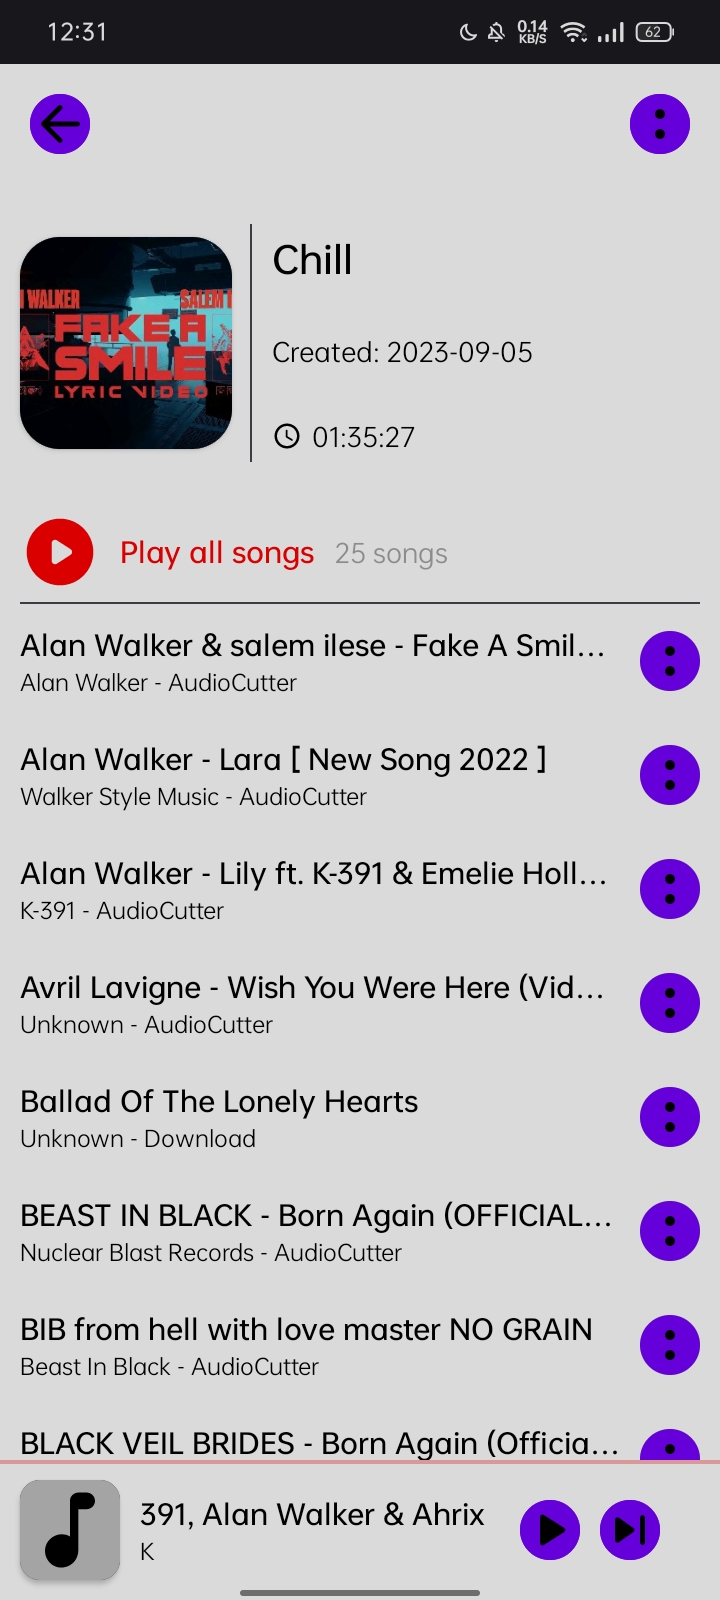 12:31
0.14
KB/S
62
Chill
I WALKER
SALEM I
FAKE A
SMILE
LYRIC VIDEO
Created: 2023-09-05
01:35:27
Play all songs 25 songs
Alan Walker & salem ilese - Fake A Smil...
Alan Walker - AudioCutter
Alan Walker - Lara [ New Song 2022 ]
Walker Style Music - AudioCutter
Alan Walker - Lily ft. K-391 & Emelie Holl...
K-391 - AudioCutter
Avril Lavigne - Wish You Were Here (Vid...
Unknown - AudioCutter
Ballad Of The Lonely Hearts
Unknown - Download
BEAST IN BLACK - Born Again (OFFICIAL...
Nuclear Blast Records - AudioCutter
BIB from hell with love master NO GRAIN
Beast In Black - AudioCutter
BLACK VEIL BRIDES - Born Again (Officia...
391, Alan Walker & Ahrix
K